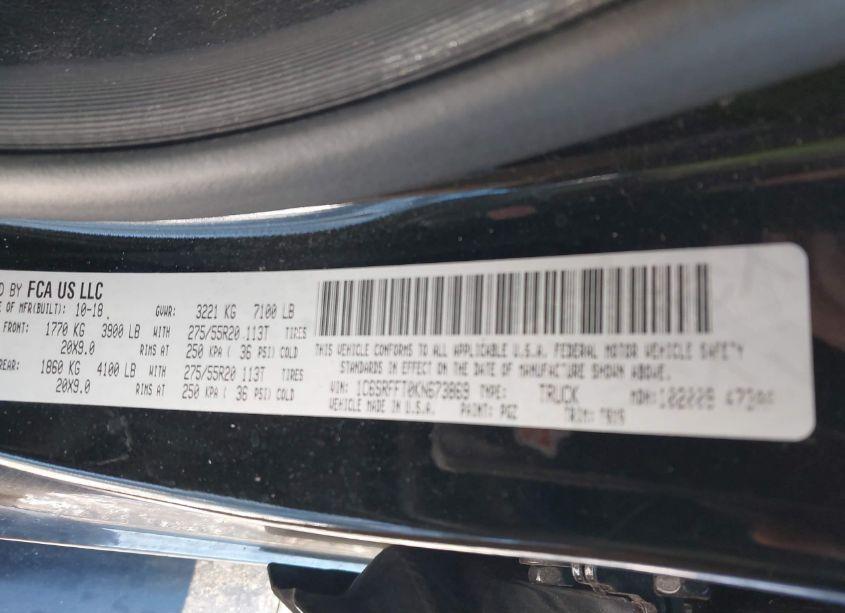 D BY FCA US LLC
E OF MFR(BUILT): 10-18 GVWR: 3221 KG 7100 LB
FRONT: 1770 KG 3900 LB WITH 275/55R20 113T TIRES
20X9.0 RIMS AT 250 KPA ( 36 PSI) COLD
REAR: 1860 KG 4100 LB WITH 275/55R20 113T TIRES
20X9.0 RIMS AT 250 KPA ( 36 PSI) COLD
THIS VEHICLE CONFORMS TO ALL APPLICABLE U.S.A. FEDERAL MOTOR VEHICLE SAFETY
STANDARDS IN EFFECT ON THE DATE OF MANUFACTURE SHOWN ABOVE.
VIN: 1C6SRFFT0KN673869 TYPE: TRUCK MDH:
VEHICLE MADE IN U.S.A. PAINT: TRIM: